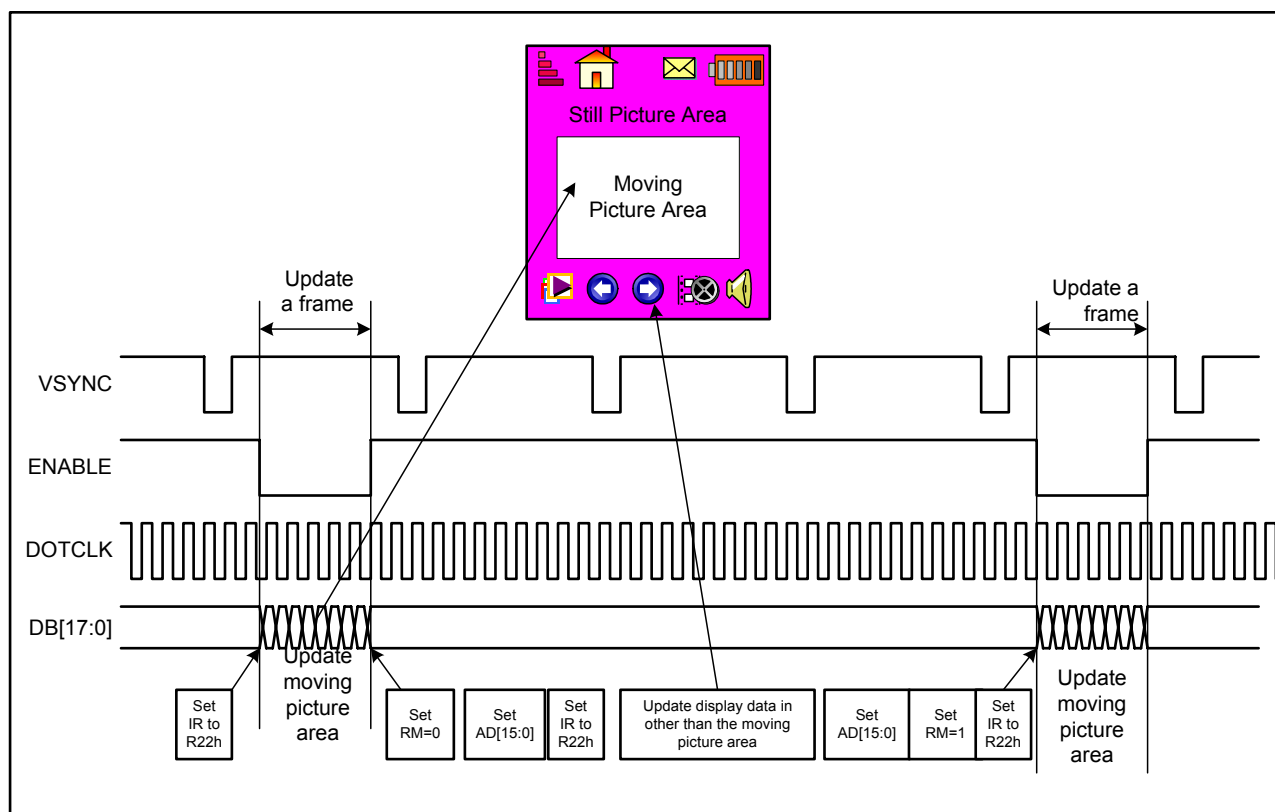 Still Picture Area
Moving
Picture Area
Update
a frame
Update a
frame
VSYNC
ENABLE
DOTCLK
DB[17:0]
Update
moving
picture
area
Update
moving
picture
area
Set
IR to
R22h
Set
RM=0
Set
AD[15:0]
Set
IR to
R22h
Update display data in
other than the moving
picture area
Set
AD[15:0]
Set
RM=1
Set
IR to
R22h